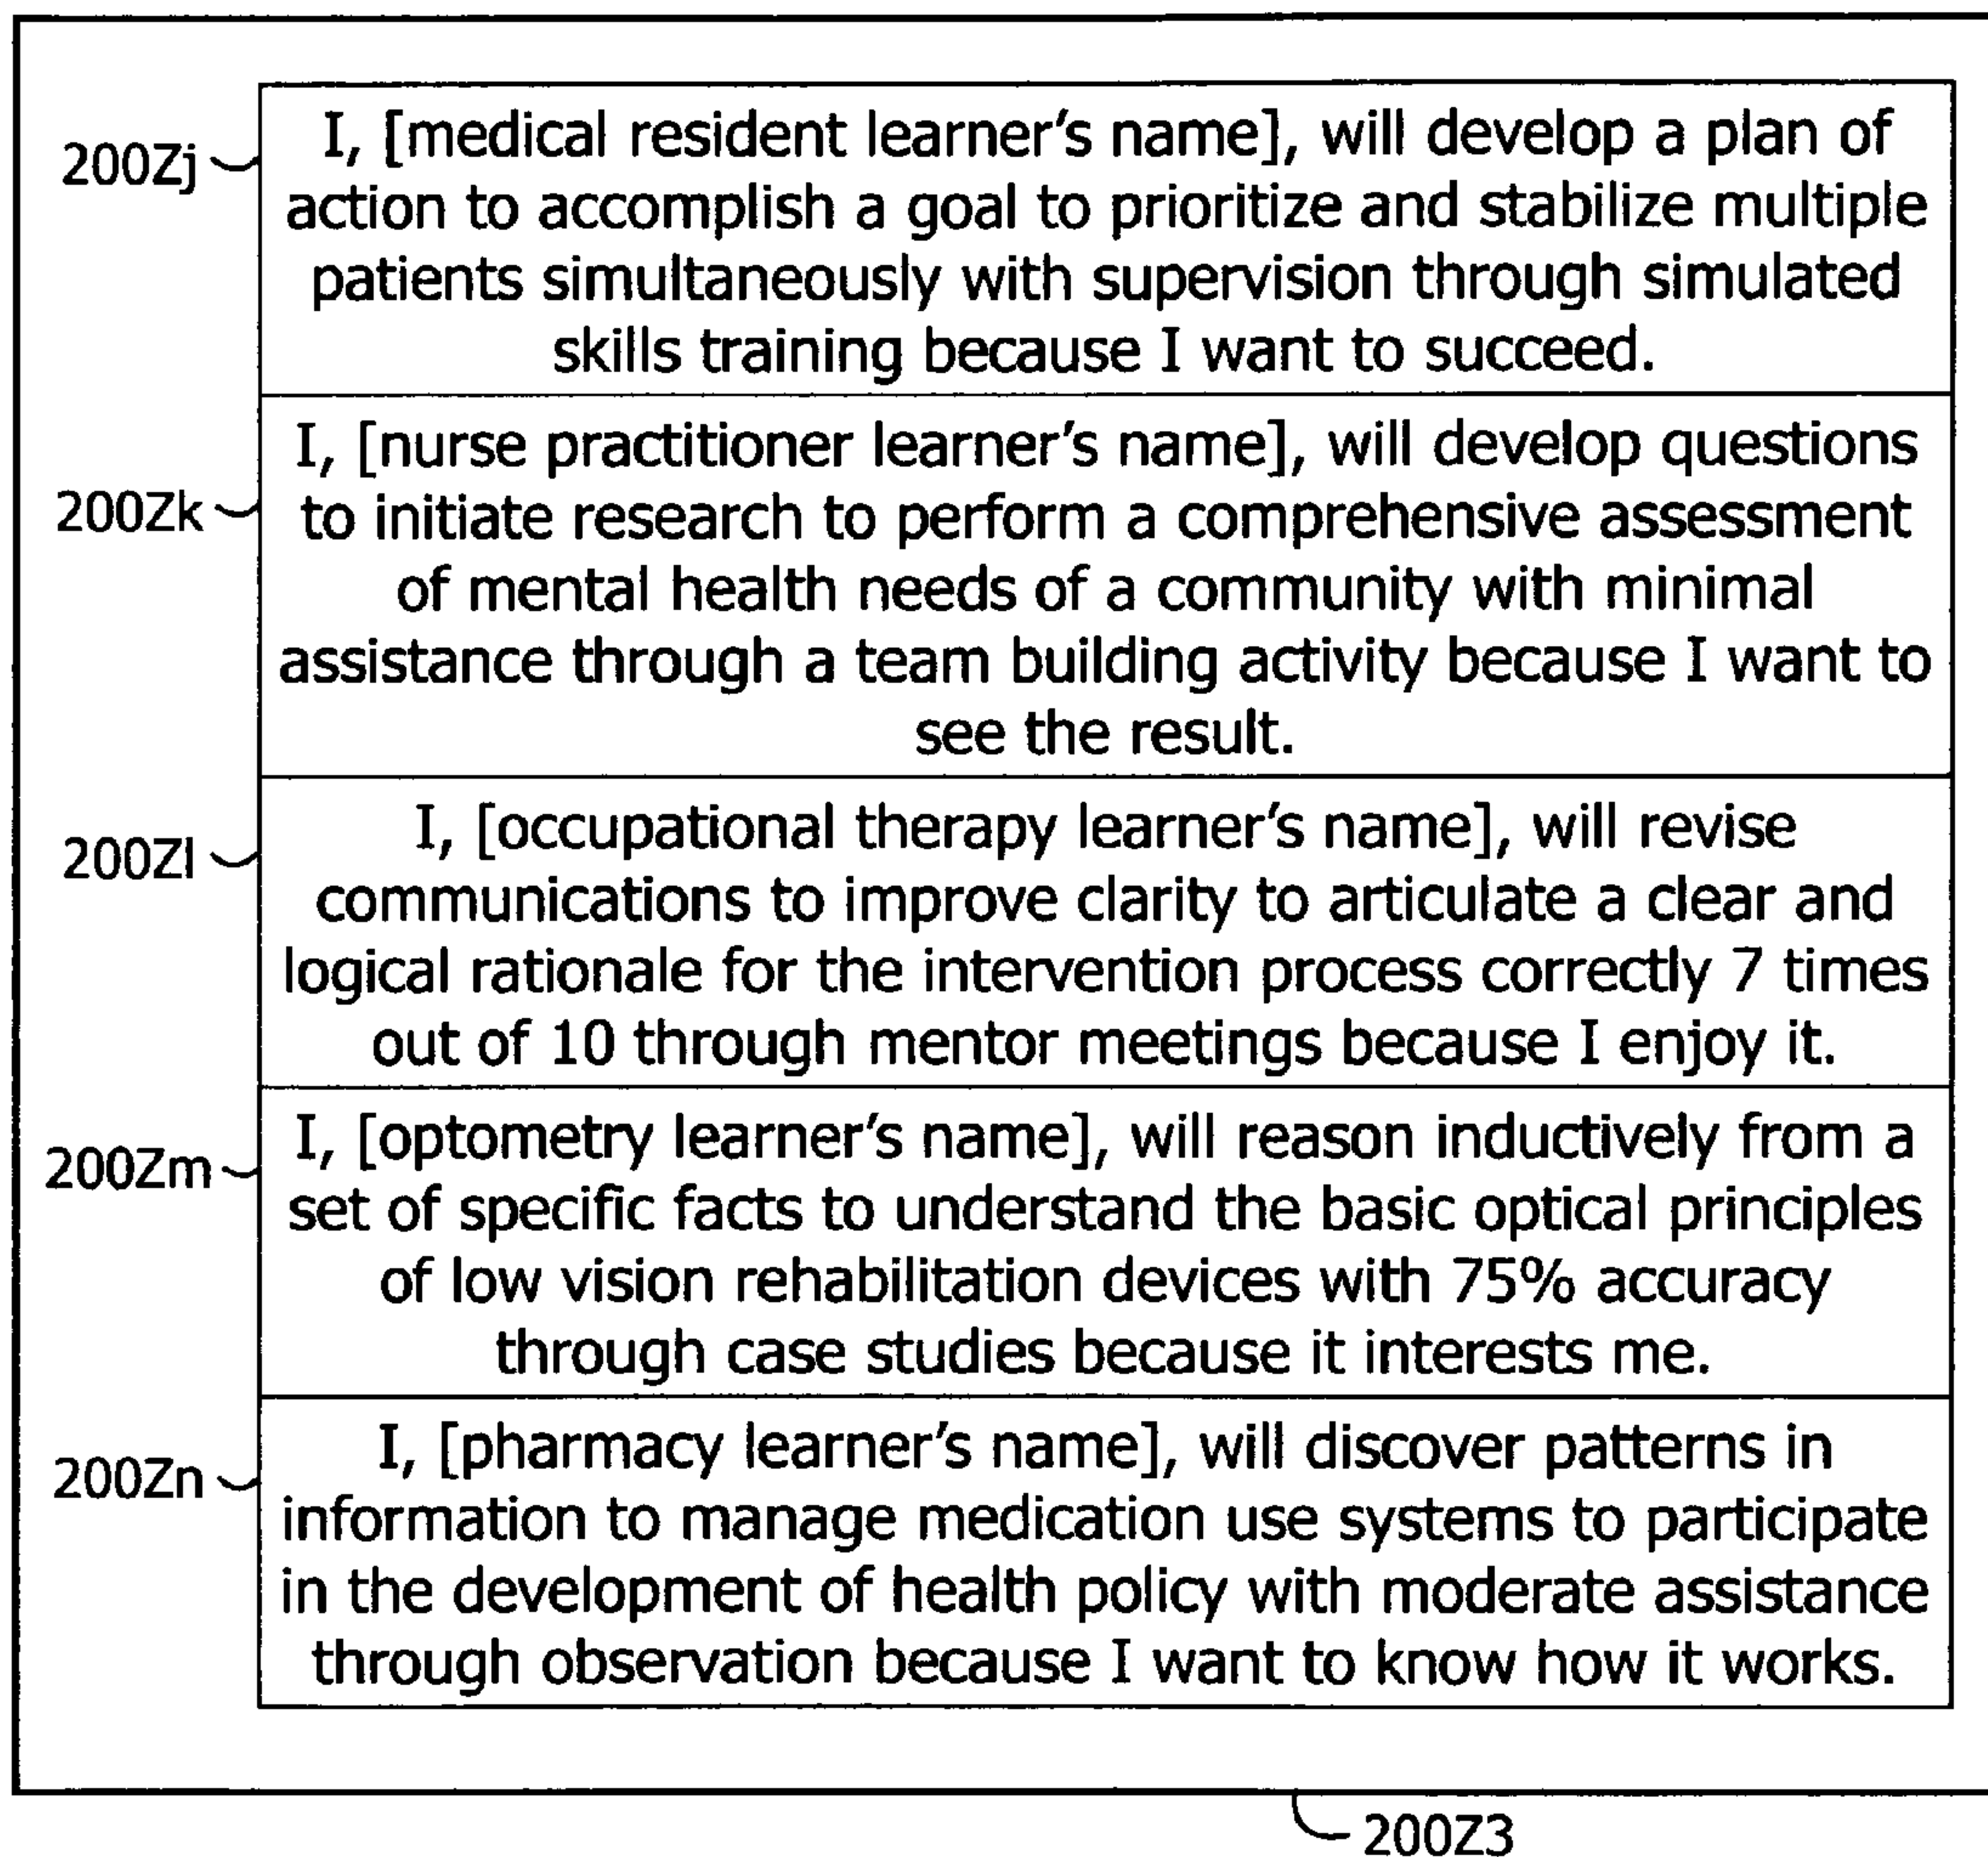 200Zj
I, [medical resident learner's name], will develop a plan of
action to accomplish a goal to prioritize and stabilize multiple
patients simultaneously with supervision through simulated
skills training because I want to succeed.
200Zk
I, [nurse practitioner learner's name], will develop questions
to initiate research to perform a comprehensive assessment
of mental health needs of a community with minimal
assistance through a team building activity because I want to
see the result.
200Zl
I, [occupational therapy learner's name], will revise
communications to improve clarity to articulate a clear and
logical rationale for the intervention process correctly 7 times
out of 10 through mentor meetings because I enjoy it.
200Zm
I, [optometry learner's name], will reason inductively from a
set of specific facts to understand the basic optical principles
of low vision rehabilitation devices with 75% accuracy
through case studies because it interests me.
200Zn
I, [pharmacy learner's name], will discover patterns in
information to manage medication use systems to participate
in the development of health policy with moderate assistance
through observation because I want to know how it works.
200Z3